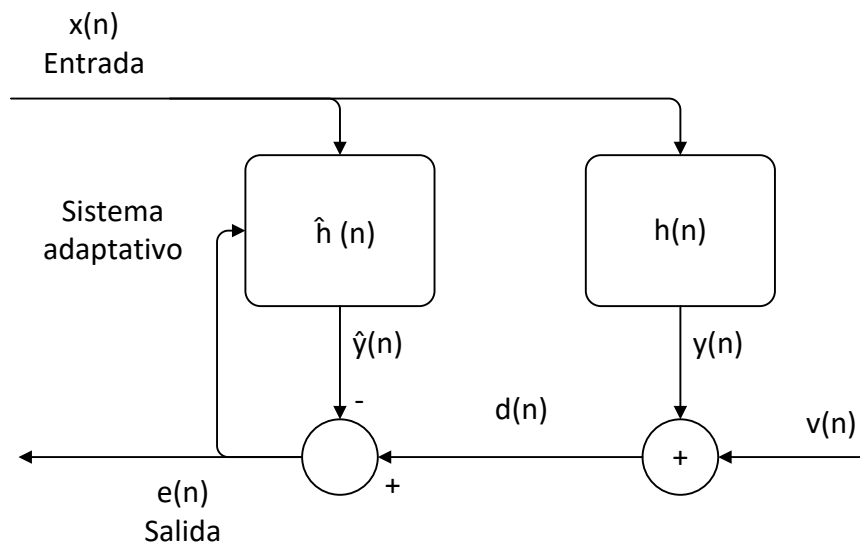 x(n)
Entrada
Sistema
adaptativo
ĥ (n)
h(n)
ŷ(n)
y(n)
-
d(n)
v(n)
+
+
e(n)
Salida